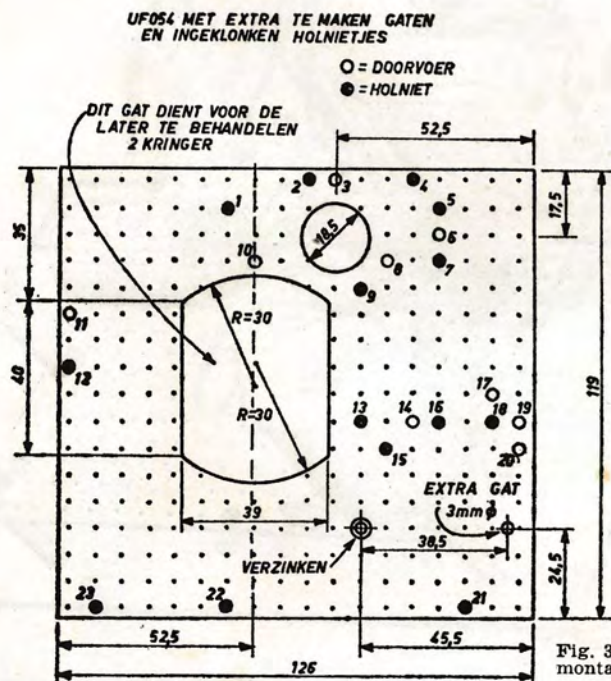 UF054 MET EXTRA TE MAKEN GATEN
EN INGEKLONKEN HOLNIETJES
O = DOORVOER
● = HOLNIET
DIT GAT DIENT VOOR DE
LATER TE BEHANDELEN
2 KRINGER
52,5
1
2
3
4
5
6
7
8
9
10
18,5
17,5
35
40
119
R=30
R=30
11
12
13
14
15
16
17
18
19
20
EXTRA GAT
3mm ϕ
39
38,5
VERZINKEN
24,5
23
22
21
52,5
45,5
126
Fig. 3
monta